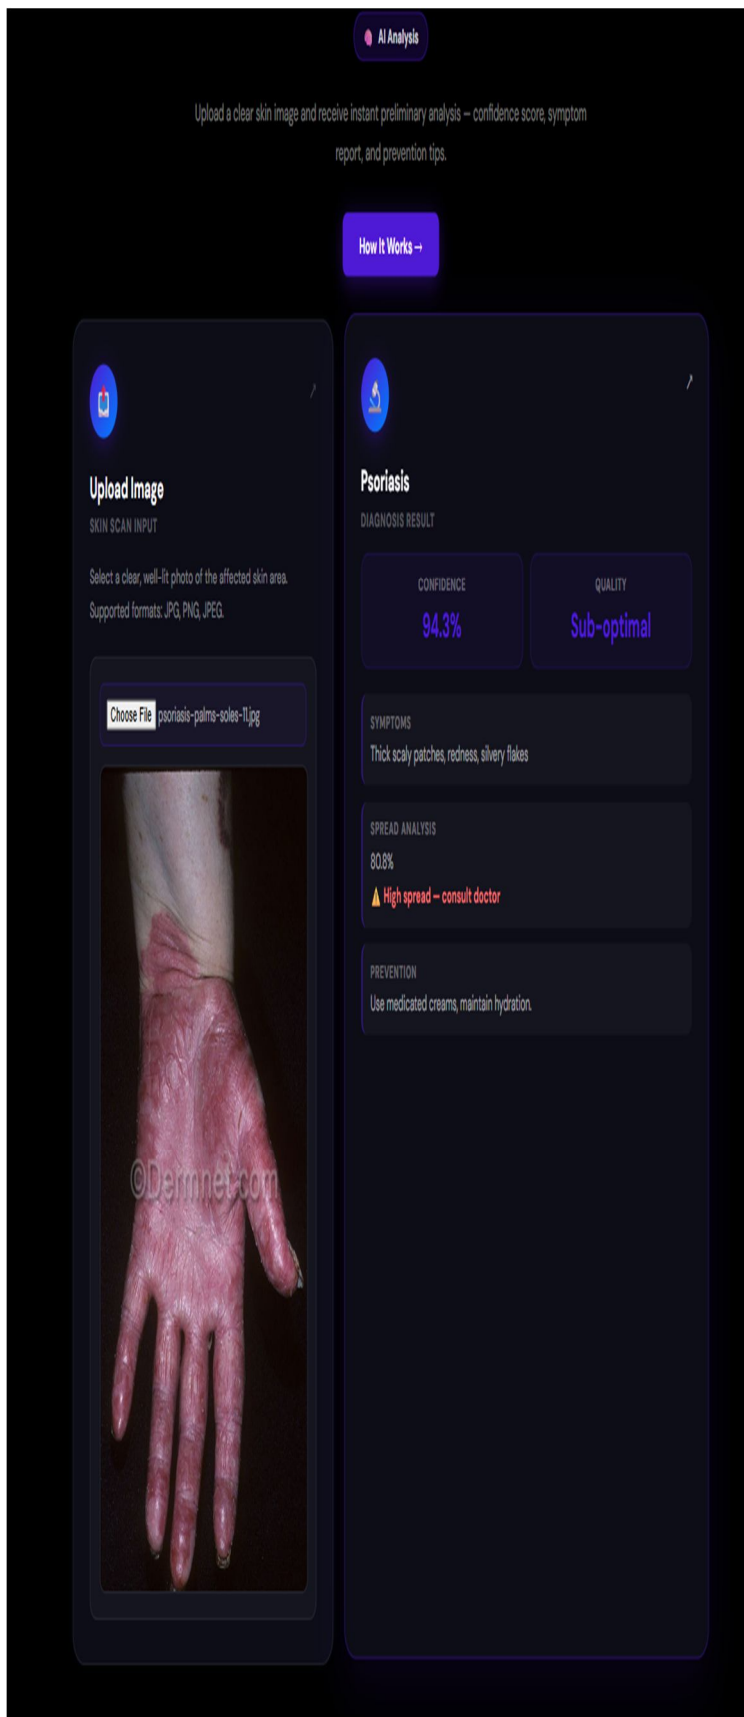 AI Analysis
Upload a clear skin image and receive instant preliminary analysis — confidence score, symptom
report, and prevention tips.
How It Works →
Upload Image
SKIN SCAN INPUT
Select a clear, well-lit photo of the affected skin area.
Supported formats: JPG, PNG, JPEG.
Choose File psoriasis-palms-soles-11.jpg
©Dermnet.com
Psoriasis
DIAGNOSIS RESULT
CONFIDENCE
94.3%
QUALITY
Sub-optimal
SYMPTOMS
Thick scaly patches, redness, silvery flakes
SPREAD ANALYSIS
80.8%
⚠ High spread — consult doctor
PREVENTION
Use medicated creams, maintain hydration.